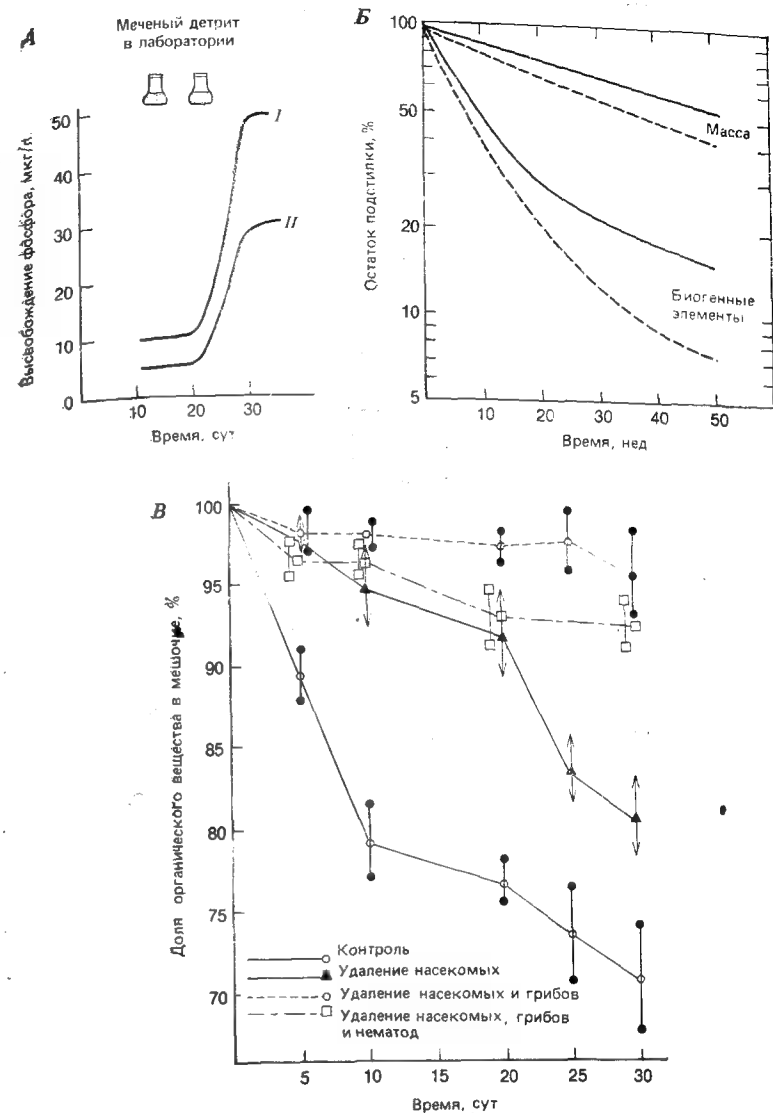 А
Меченый детрит
в лаборатории
Высвобождение фосфора, мкг/л.
50
40
30
20
10
0
I
II
10
20
30
Время, сут
Б
Остаток подстилки, %
100
50
20
10
5
Масса
Биогенные
элементы
10
20
30
40
50
Время, нед
В
Доля органического вещества в мешочке, %
100
95
90
85
80
75
70
Контроль
Удаление насекомых
Удаление насекомых и грибов
Удаление насекомых, грибов
и нематод
5
10
15
20
25
30
Время, сут